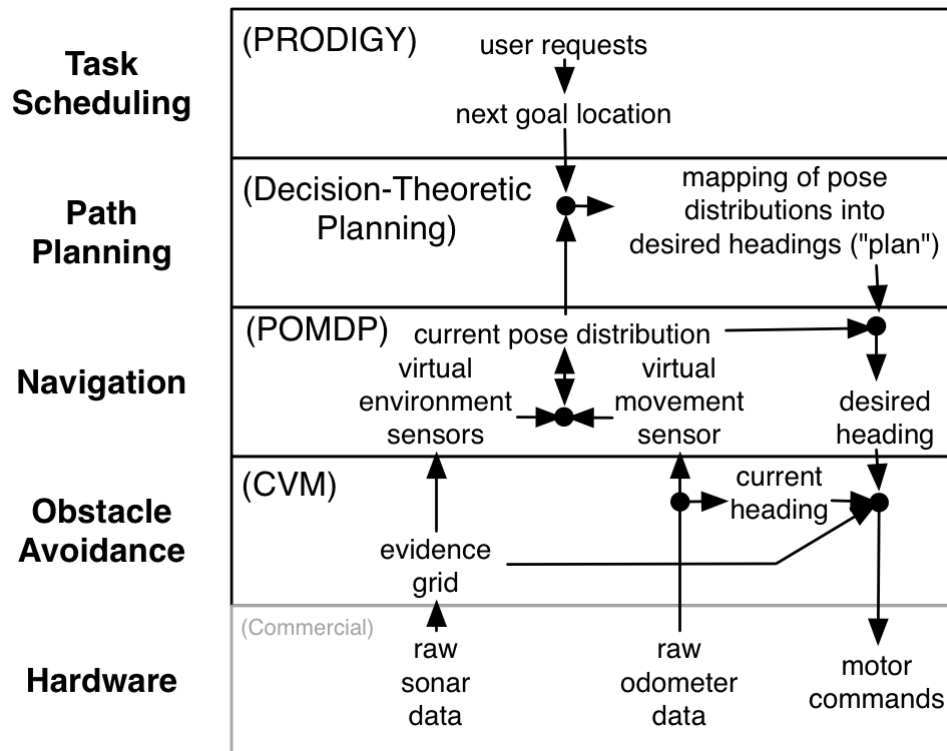 Task
Scheduling
(PRODIGY)
user requests
next goal location
Path
Planning
(Decision-Theoretic
Planning)
mapping of pose
distributions into
desired headings ("plan")
Navigation
(POMDP)
current pose distribution
virtual
environment
sensors
virtual
movement
sensor
desired
heading
Obstacle
Avoidance
(CVM)
current
heading
evidence
grid
Hardware
(Commercial)
raw
sonar
data
raw
odometer
data
motor
commands